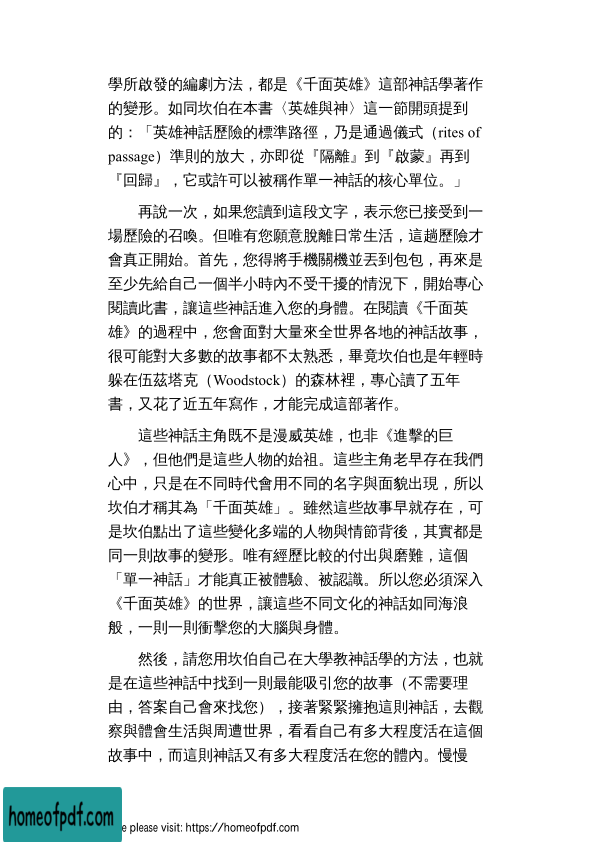 學所啟發的編劇方法，都是《千面英雄》這部神話學著作
的變形。如同坎伯在本書〈英雄與神〉這一節開頭提到
的：「英雄神話歷險的標準路徑，乃是通過儀式（rites of
passage）準則的放大，亦即從『隔離』到『啟蒙』再到
『回歸』，它或許可以被稱作單一神話的核心單位。」
再說一次，如果您讀到這段文字，表示您已接受到一
場歷險的召喚。但唯有您願意脫離日常生活，這趟歷險才
會真正開始。首先，您得將手機關機並丟到包包，再來是
至少先給自己一個半小時內不受干擾的情況下，開始專心
閱讀此書，讓這些神話進入您的身體。在閱讀《千面英
雄》的過程中，您會面對大量來全世界各地的神話故事，
很可能對大多數的故事都不太熟悉，畢竟坎伯也是年輕時
躲在伍茲塔克（Woodstock）的森林裡，專心讀了五年
書，又花了近五年寫作，才能完成這部著作。
這些神話主角既不是漫威英雄，也非《進擊的巨
人》，但他們是這些人物的始祖。這些主角老早存在我們
心中，只是在不同時代會用不同的名字與面貌出現，所以
坎伯才稱其為「千面英雄」。雖然這些故事早就存在，可
是坎伯點出了這些變化多端的人物與情節背後，其實都是
同一則故事的變形。唯有經歷比較的付出與磨難，這個
「單一神話」才能真正被體驗、被認識。所以您必須深入
《千面英雄》的世界，讓這些不同文化的神話如同海浪
般，一則一則衝擊您的大腦與身體。
然後，請您用坎伯自己在大學教神話學的方法，也就
是在這些神話中找到一則最能吸引您的故事（不需要理
由，答案自己會來找您），接著緊緊擁抱這則神話，去觀
察與體會生活與周遭世界，看看自己有多大程度活在這個
故事中，而這則神話又有多大程度活在您的體內。慢慢
homeofpdf.com
e please visit: https://homeofpdf.com